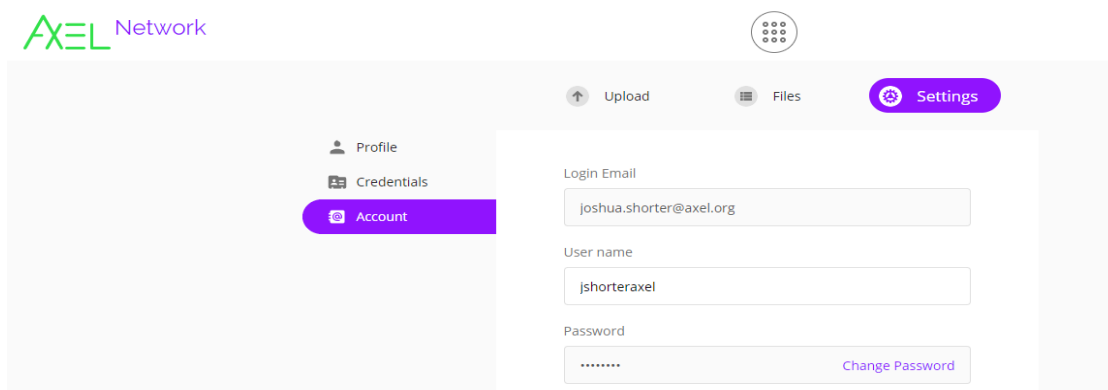 AXEL Network
Upload Files Settings
Profile
Credentials
Account
Login Email
joshua.shorter@axel.org
User name
jshorteraxel
Password
•••••••• Change Password